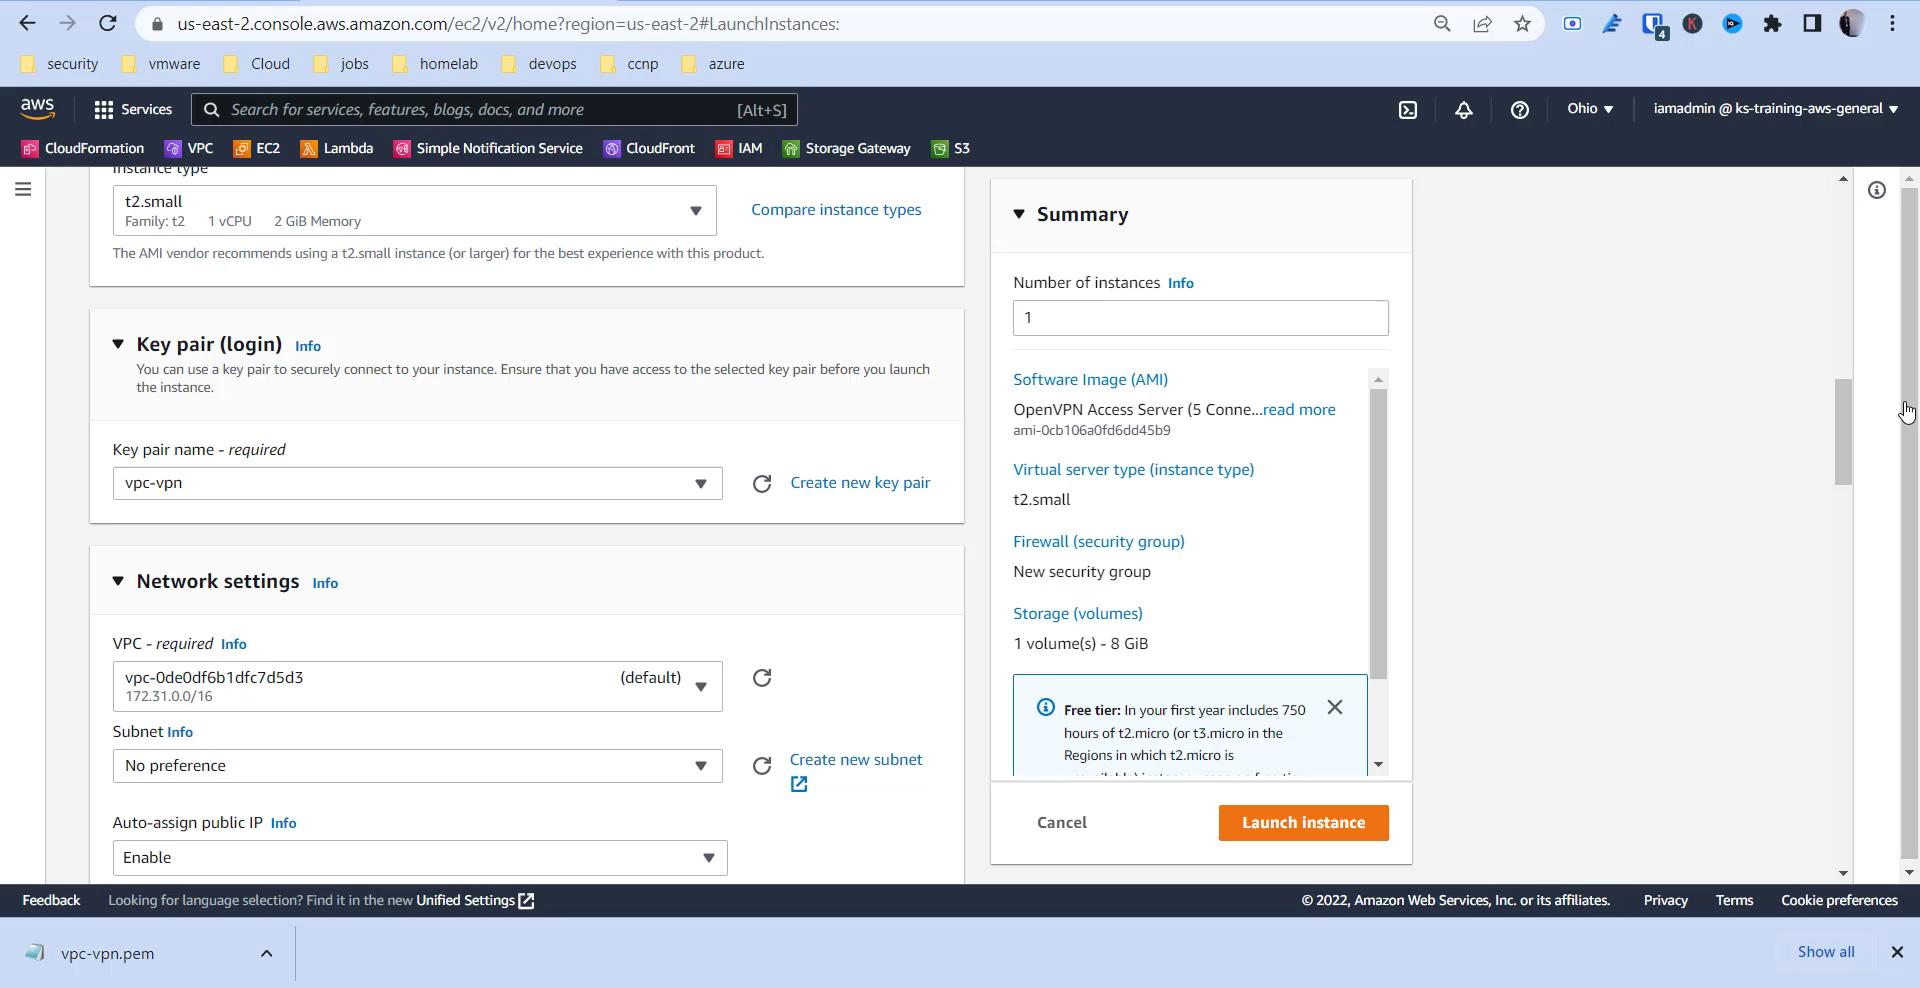 us-east-2.console.aws.amazon.com/ec2/v2/home?region=us-east-2#LaunchInstances:
4
K
security vmware Cloud jobs homelab devops ccnp azure
aws Services Search for services, features, blogs, docs, and more [Alt+S] Ohio iamadmin @ ks-training-aws-general
CloudFormation VPC EC2 Lambda Simple Notification Service CloudFront IAM Storage Gateway S3
Instance type
t2.small
Family: t2 1 vCPU 2 GiB Memory
Compare instance types
The AMI vendor recommends using a t2.small instance (or larger) for the best experience with this product.
Key pair (login) Info
You can use a key pair to securely connect to your instance. Ensure that you have access to the selected key pair before you launch
the instance.
Key pair name - required
vpc-vpn
Create new key pair
Network settings Info
VPC - required Info
vpc-0de0df6b1dfc7d5d3 (default)
172.31.0.0/16
Subnet Info
No preference
Create new subnet
Auto-assign public IP Info
Enable
Summary
Number of instances Info
1
Software Image (AMI)
OpenVPN Access Server (5 Conne...read more
ami-0cb106a0fd6dd45b9
Virtual server type (instance type)
t2.small
Firewall (security group)
New security group
Storage (volumes)
1 volume(s) - 8 GiB
Free tier: In your first year includes 750
hours of t2.micro (or t3.micro in the
Regions in which t2.micro is
Cancel
Launch instance
Feedback Looking for language selection? Find it in the new Unified Settings © 2022, Amazon Web Services, Inc. or its affiliates. Privacy Terms Cookie preferences
vpc-vpn.pem
Show all